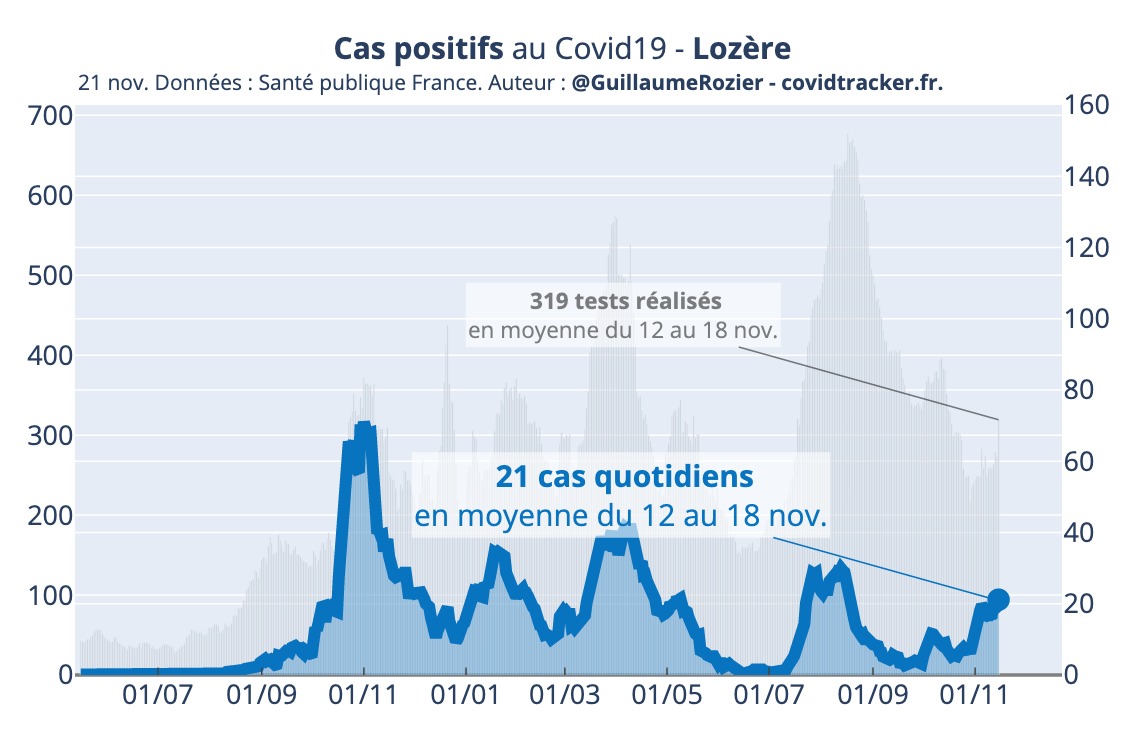 Cas positifs au Covid19 - Lozère
21 nov. Données : Santé publique France. Auteur : @GuillaumeRozier - covidtracker.fr.
700
600
500
400
300
200
100
0
160
140
120
100
80
60
40
20
0
319 tests réalisés
en moyenne du 12 au 18 nov.
21 cas quotidiens
en moyenne du 12 au 18 nov.
01/07 01/09 01/11 01/01 01/03 01/05 01/07 01/09 01/11